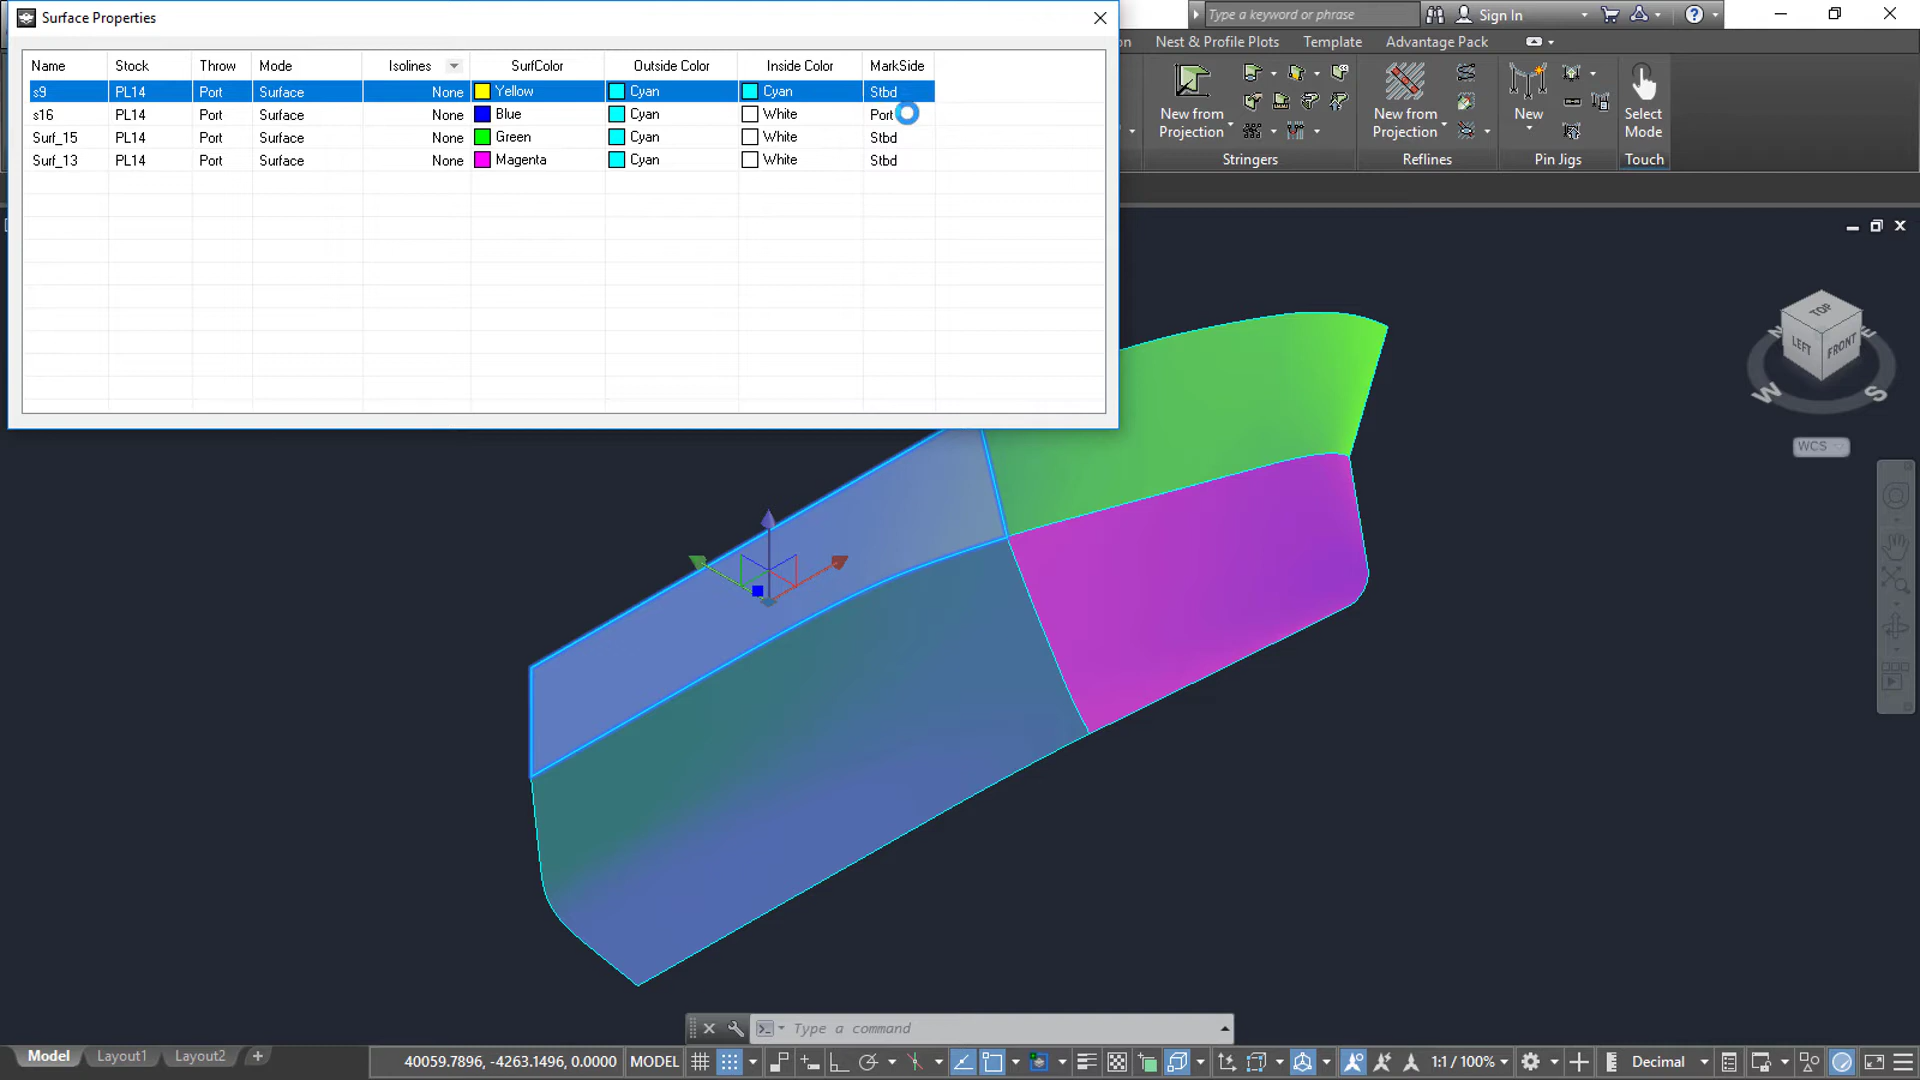 Surface Properties
Type a keyword or phrase
Sign In
Nest & Profile Plots Template Advantage Pack
Name Stock Throw Mode Isolines SurfColor Outside Color Inside Color MarkSide
s9 PL14 Port Surface None Yellow Cyan Cyan Stbd
s16 PL14 Port Surface None Blue Cyan White Port
Surf_15 PL14 Port Surface None Green Cyan White Stbd
Surf_13 PL14 Port Surface None Magenta Cyan White Stbd
New from Projection
New from Projection
New
Select Mode
Stringers Reflines Pin Jigs Touch
TOP
LEFT FRONT
N E
W S
WCS
Type a command
Model Layout1 Layout2
40059.7896, -4263.1496, 0.0000 MODEL 1:1 / 100% Decimal